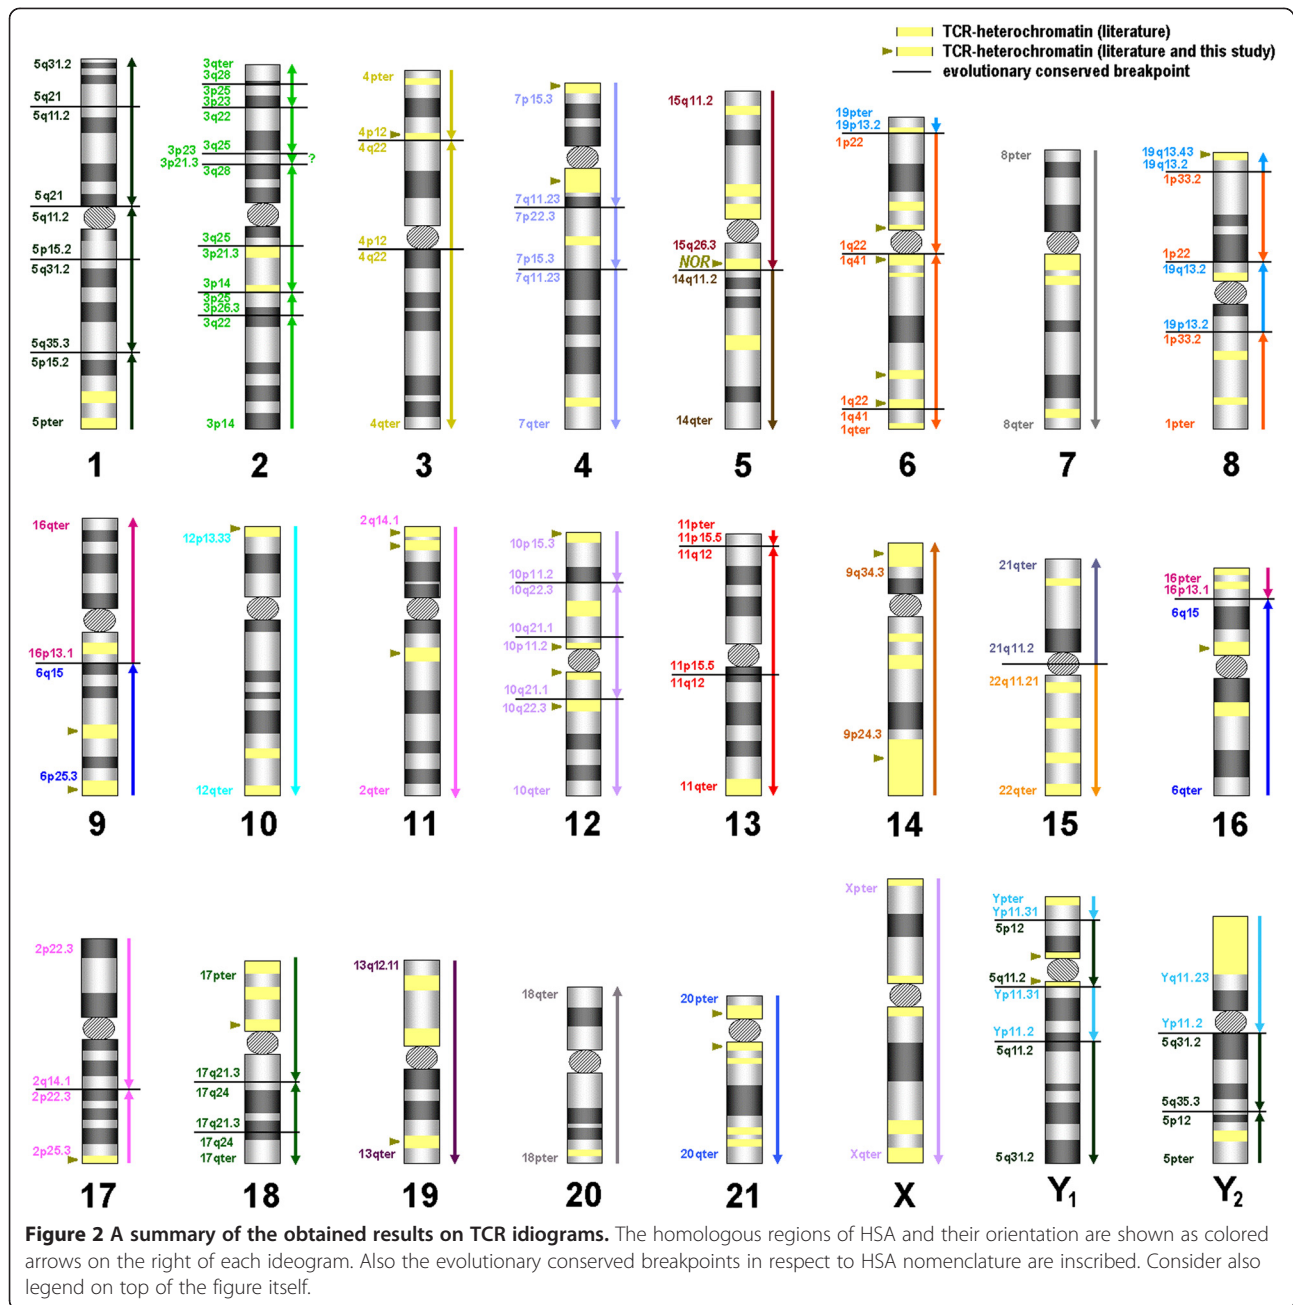 TCR-heterochromatin (literature)
TCR-heterochromatin (literature and this study)
evolutionary conserved breakpoint
5q31.2
5q21
5q11.2
5q21
5q11.2
5p15.2
5q31.2
5q35.3
5p15.2
5pter
1
3qter
3q28
3p25
3p23
3q22
3q25
3p23
3p21.3
?
3q28
3q25
3p21.3
3p14
3p25
3p26.3
3q22
3p14
2
4pter
4p12
4q22
4p12
4q22
4qter
3
7p15.3
7q11.23
7p22.3
7p15.3
7q11.23
7qter
4
15q11.2
15q26.3
NOR
14q11.2
14qter
5
19pter
19p13.2
1p22
1q22
1q41
1q22
1q41
1qter
6
8pter
8qter
7
19q13.43
19q13.2
1p33.2
1p22
19q13.2
19p13.2
1p33.2
1pter
8
16qter
16p13.1
6q15
6p25.3
9
12p13.33
12qter
10
2q14.1
2qter
11
10p15.3
10p11.2
10q22.3
10q21.1
10p11.2
10q21.1
10q22.3
10qter
12
11pter
11p15.5
11q12
11p15.5
11q12
11qter
13
9q34.3
9p24.3
14
21qter
21q11.2
22q11.21
22qter
15
16pter
16p13.1
6q15
6qter
16
2p22.3
2q14.1
2p22.3
2p25.3
17
17pter
17q21.3
17q24
17q21.3
17q24
17qter
18
13q12.11
13qter
19
18qter
18pter
20
20pter
20qter
21
Xpter
Xqter
X
Ypter
Yp11.31
5p12
5q11.2
Yp11.31
Yp11.2
5q11.2
5q31.2
Y1
Yq11.23
Yp11.2
5q31.2
5q35.3
5p12
5pter
Y2
Figure 2 A summary of the obtained results on TCR idiograms. The homologous regions of HSA and their orientation are shown as colored
arrows on the right of each ideogram. Also the evolutionary conserved breakpoints in respect to HSA nomenclature are inscribed. Consider also
legend on top of the figure itself.